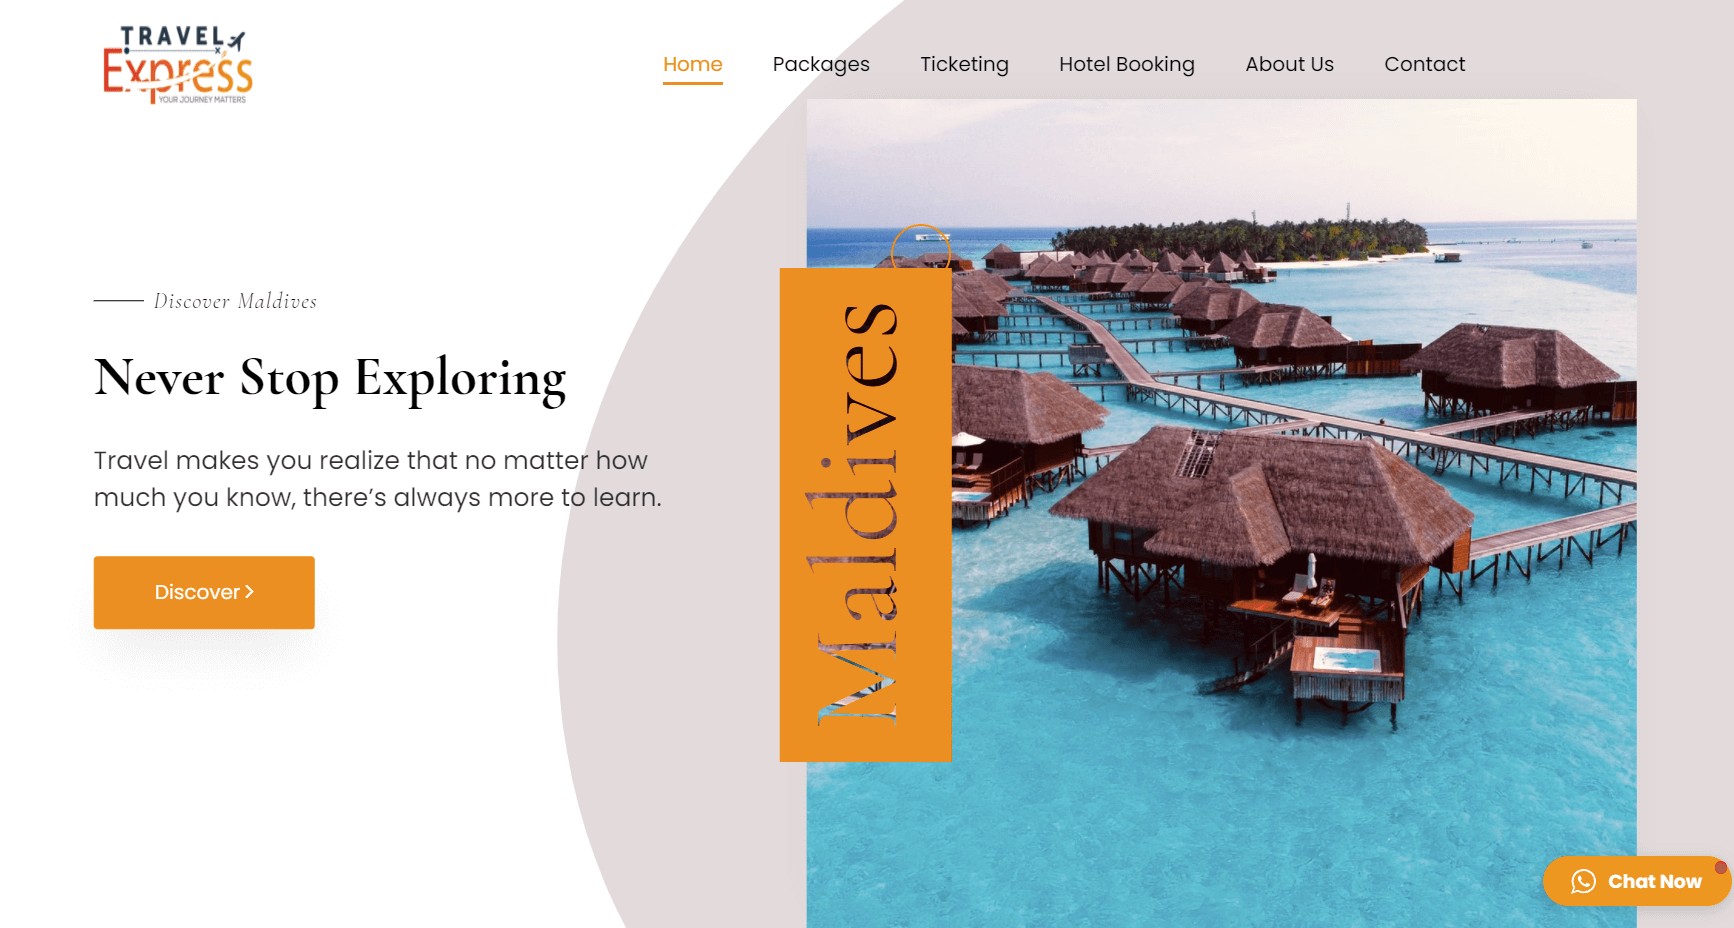 TRAVEL
Express
YOUR JOURNEY MATTERS
Home Packages Ticketing Hotel Booking About Us Contact
Discover Maldives
Never Stop Exploring
Travel makes you realize that no matter how
much you know, there’s always more to learn.
Discover
Maldives
Chat Now